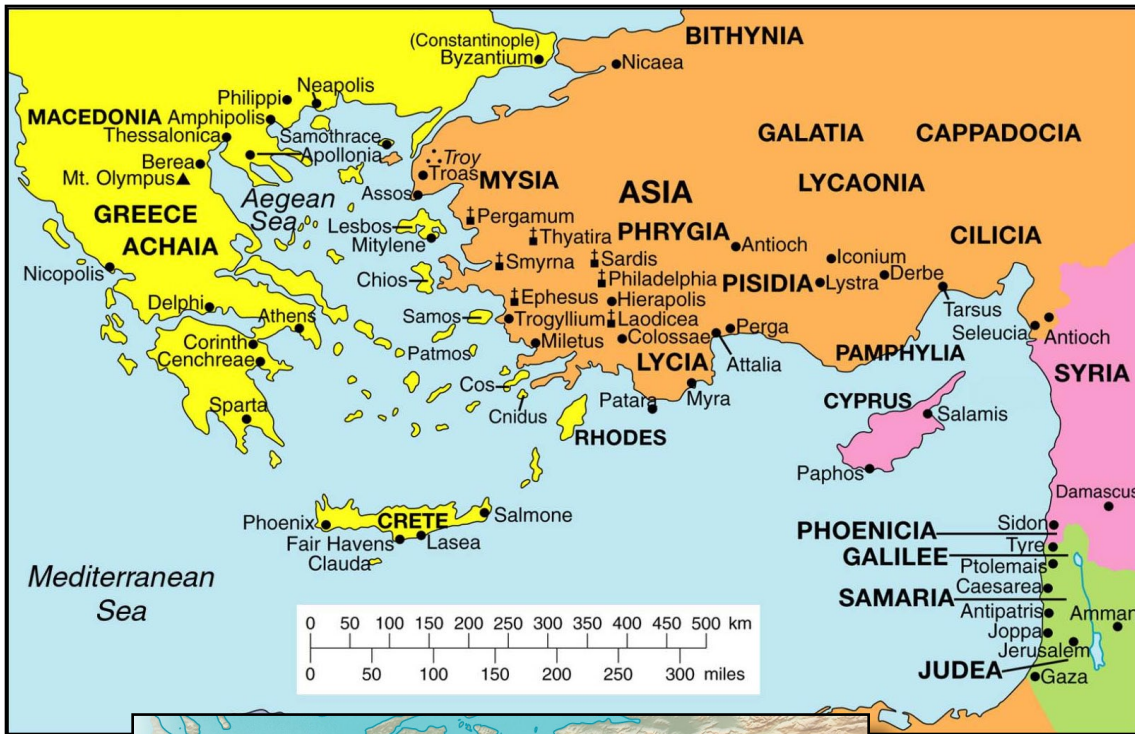 BITHYNIA
(Constantinople)
Byzantium
Nicaea
Neapolis
Philippi
MACEDONIA
Amphipolis
Thessalonica
Samothrace
Apollonia
GALATIA
CAPPADOCIA
Berea
Troy
Troas
Mt. Olympus
MYSIA
ASIA
LYCAONIA
Aegean
Sea
Assos
GREECE
ACHAIA
Lesbos
Mitylene
Pergamum
Thyatira
PHRYGIA
Antioch
CILICIA
Nicopolis
Chios
Smyrna
Sardis
Philadelphia
PISIDIA
Iconium
Lystra
Derbe
Tarsus
Delphi
Athens
Samos
Ephesus
Hierapolis
Trogyllium
Laodicea
Perga
Seleucia
Antioch
Corinth
Cenchreae
Patmos
Miletus
Colossae
Attalia
PAMPHYLIA
LYCIA
SYRIA
Cos
Cnidus
Patara
Myra
CYPRUS
Salamis
Sparta
RHODES
Paphos
Damascus
Phoenix
CRETE
Salmone
Fair Havens
Lasea
Clauda
PHOENICIA
Sidon
GALILEE
Tyre
Ptolemais
Mediterranean
Sea
SAMARIA
Caesarea
Antipatris
Amman
Joppa
Jerusalem
JUDEA
Gaza
0 50 100 150 200 250 300 350 400 450 500 km
0 50 100 150 200 250 300 miles